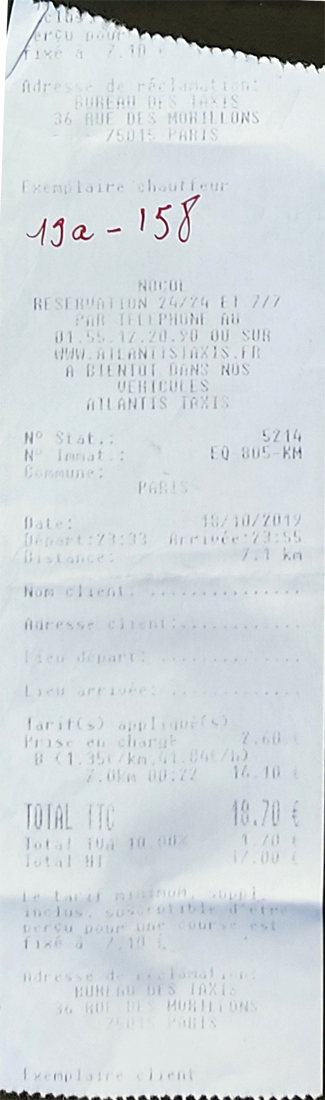 inclus,
perçu pour
fixé à 7.10 €
Adresse de réclamation:
BUREAU DES TAXIS
36 RUE DES MORILLONS
75015 PARIS
Exemplaire chauffeur
19a - 158
RESERVATION 24/24 ET 7/7
PAR TELEPHONE AU
01.55.12.20.90 OU SUR
WWW.ATLANTISTAXIS.FR
A BIENTOT DANS NOS
VEHICULES
ATLANTIS TAXIS
N° Stat.: 5214
N° Immat.: EQ-805-KM
Commune:
PARIS
Date: 18/10/2019
Départ:23:33 Arrivée:23:55
Distance: 7.1 km
Nom client: ...............
Adresse client:............
Lieu départ: ..............
Lieu arrivée: .............
Tarif(s) appliqué(s)
Prise en charge 2.60 €
B (1.35€/km,41.84€/h)
7.0km 00:22 16.10 €
TOTAL TTC 18.70 €
Total TVA 10.00% 1.70 €
Total HT 17.00 €
Le tarif minimum, suppl.
inclus, susceptible d'être
perçu pour une course est
fixé à 7.10 €
Adresse de réclamation:
BUREAU DES TAXIS
36 RUE DES MORILLONS
75015 PARIS
Exemplaire client